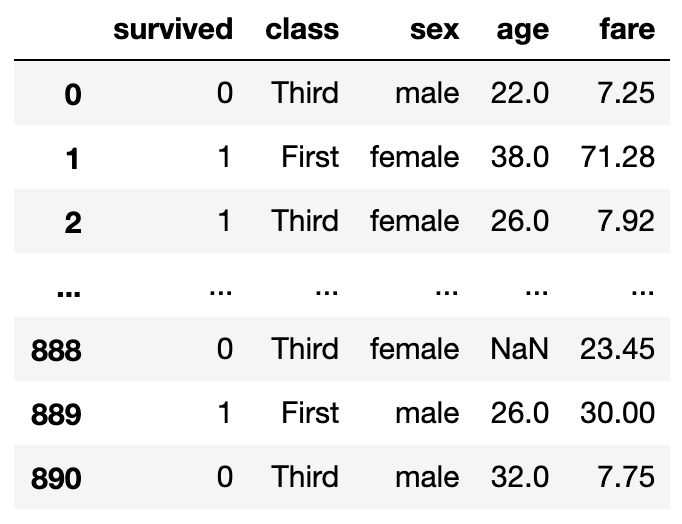 survived class sex age fare
0 0 Third male 22.0 7.25
1 1 First female 38.0 71.28
2 1 Third female 26.0 7.92
... ... ... ... ... ...
888 0 Third female NaN 23.45
889 1 First male 26.0 30.00
890 0 Third male 32.0 7.75